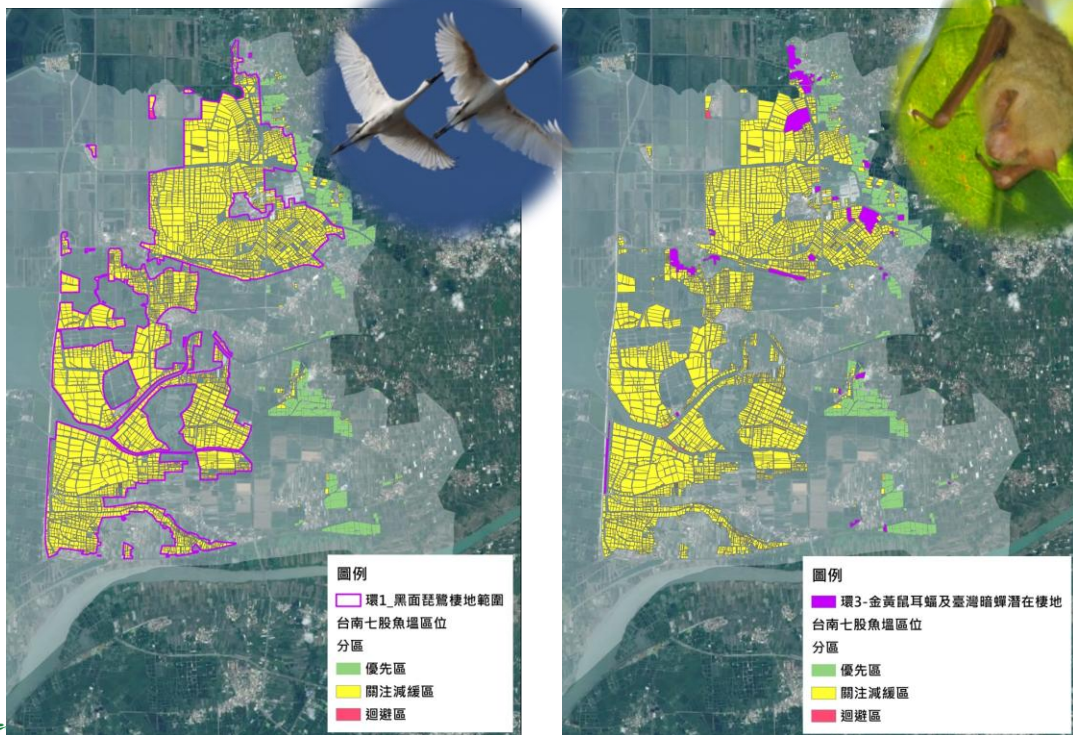 圖例
環1_黑面琵鷺棲地範圍
台南七股魚塭區位
分區
優先區
關注減緩區
迴避區
圖例
環3-金黃鼠耳蝠及臺灣暗蟬潛在棲地
台南七股魚塭區位
分區
優先區
關注減緩區
迴避區